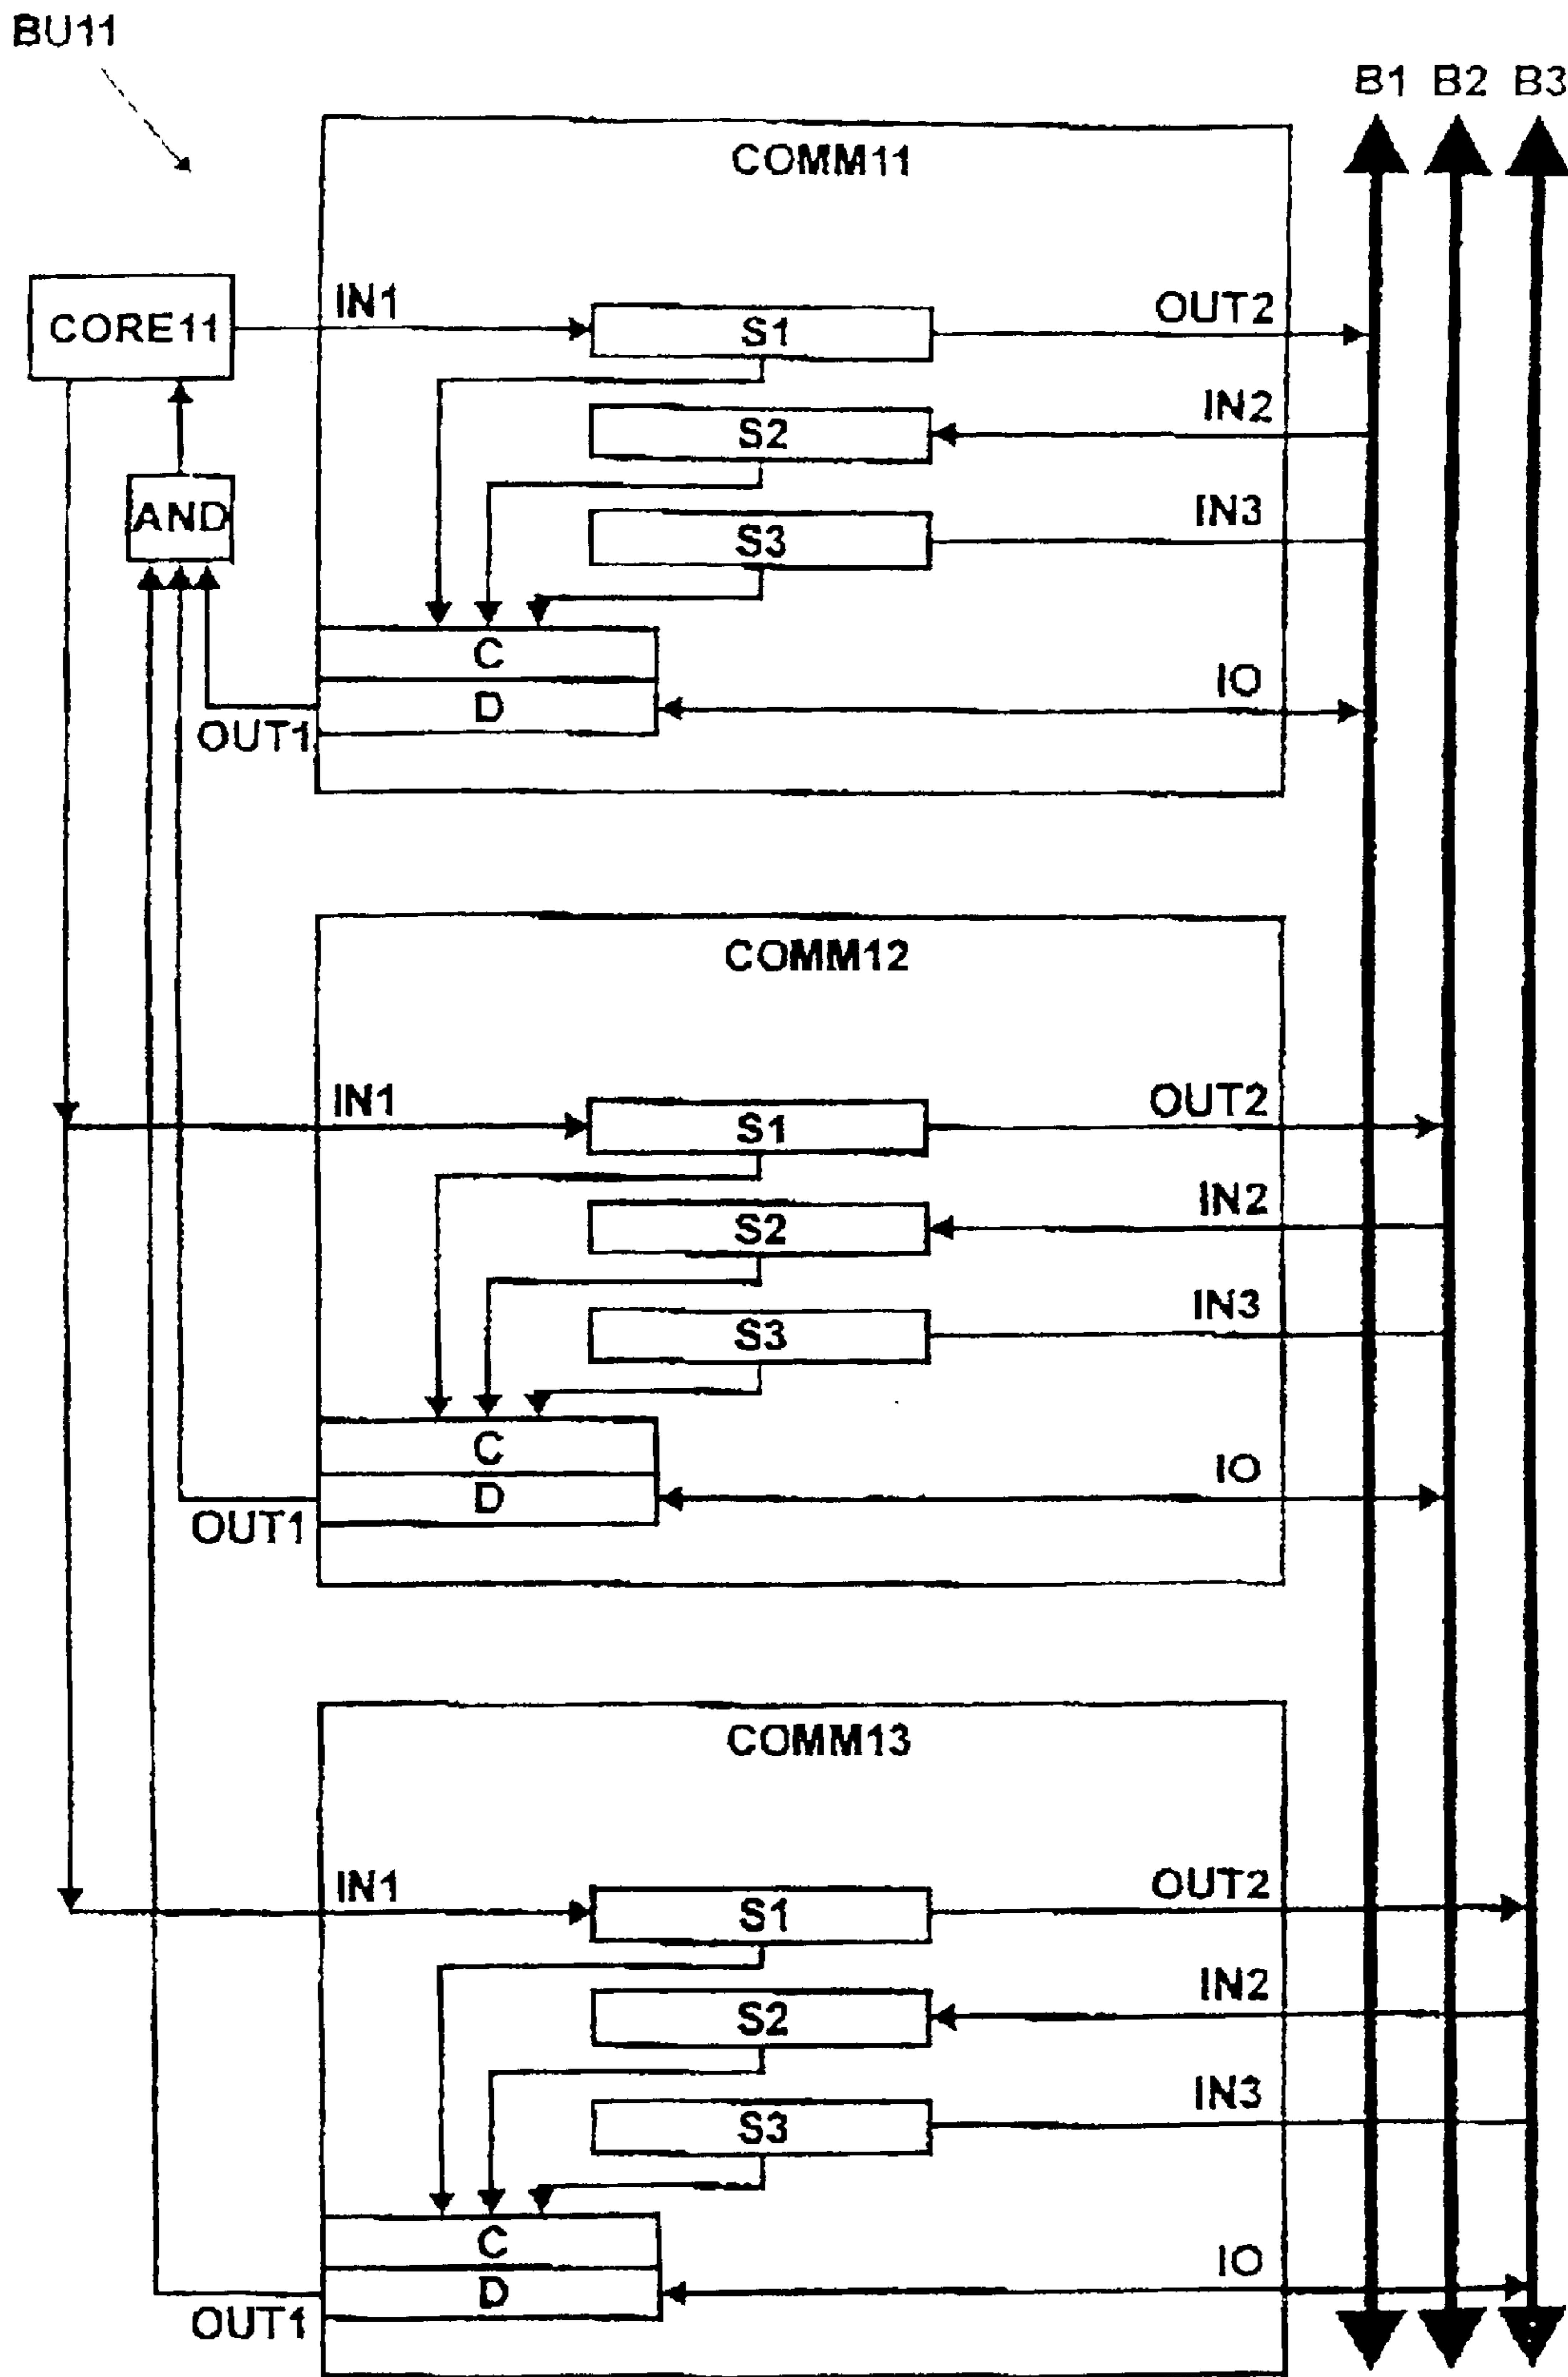 BU11
B1 B2 B3
COMM11
CORE11
IN1
S1
OUT2
S2
IN2
AND
S3
IN3
C
D
IO
OUT1
COMM12
IN1
S1
OUT2
S2
IN2
S3
IN3
C
D
IO
OUT1
COMM13
IN1
S1
OUT2
S2
IN2
S3
IN3
C
D
IO
OUT1